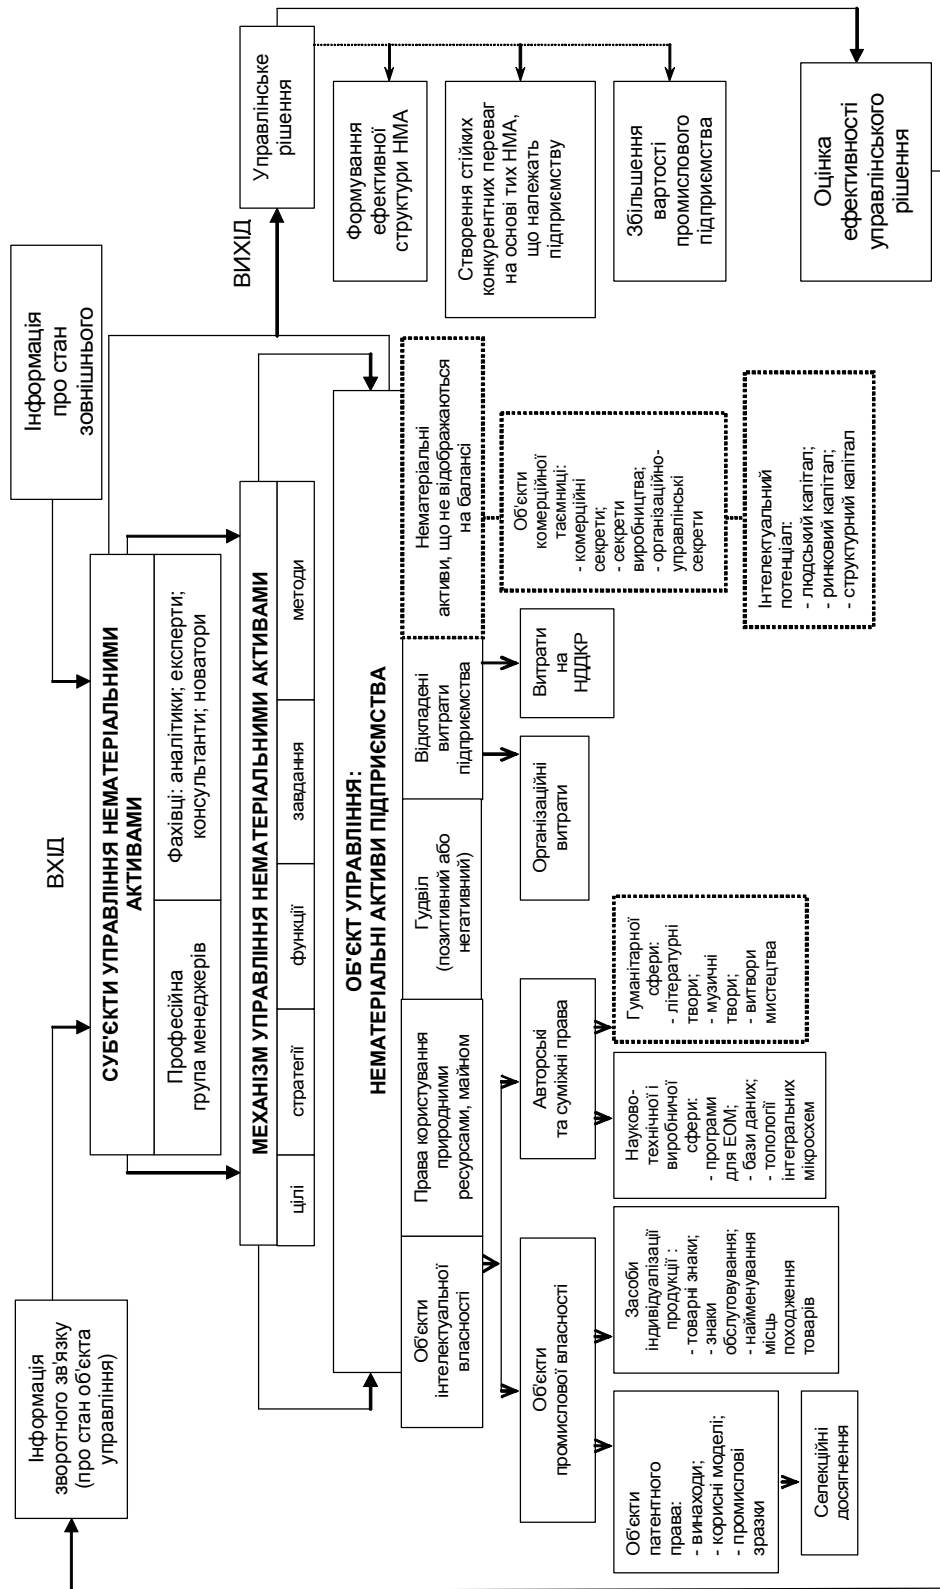 Інформація
зворотного зв'язку
(про стан об'єкта
управління)
ВХІД
Інформація
про стан
зовнішнього
СУБ'ЄКТИ УПРАВЛІННЯ НЕМАТЕРІАЛЬНИМИ
АКТИВАМИ
Професійна
група менеджерів
Фахівці: аналітики; експерти;
консультанти; новатори
МЕХАНІЗМ УПРАВЛІННЯ НЕМАТЕРІАЛЬНИМИ АКТИВАМИ
цілі
стратегії
функції
завдання
методи
ВИХІД
Управлінське
рішення
Формування
ефективної
структури НМА
Створення стійких
конкурентних переваг
на основі тих НМА,
що належать
підприємству
Збільшення
вартості
промислового
підприємства
Оцінка
ефективності
управлінського
рішення
ОБ'ЄКТ УПРАВЛІННЯ:
НЕМАТЕРІАЛЬНІ АКТИВИ ПІДПРИЄМСТВА
Об'єкти
інтелектуальної
власності
Права користування
природними
ресурсами, майном
Гудвіл
(позитивний або
негативний)
Відкладені
витрати
підприємства
Нематеріальні
активи, що не відображаються
на балансі
Об'єкти
промислової власності
Авторські
та суміжні права
Організаційні
витрати
Витрати
на
НДДКР
Об'єкти
комерційної
таємниці:
- комерційні
секрети;
- секрети
виробництва;
- організаційно-
управлінські
секрети
Об'єкти
патентного
права:
- винаходи;
- корисні моделі;
- промислові
зразки
Засоби
індивідуалізації
продукції :
- товарні знаки;
- знаки
обслуговування;
- найменування
місць
походження
товарів
Науково-
технічної і
виробничої
сфери:
- програми
для ЕОМ;
- бази даних;
- топології
інтегральних
мікросхем
Гуманітарної
сфери:
- літературні
твори;
- музичні
твори;
- витвори
мистецтва
Інтелектуальний
потенціал:
- людський капітал;
- ринковий капітал;
- структурний капітал
Селекційні
досягнення